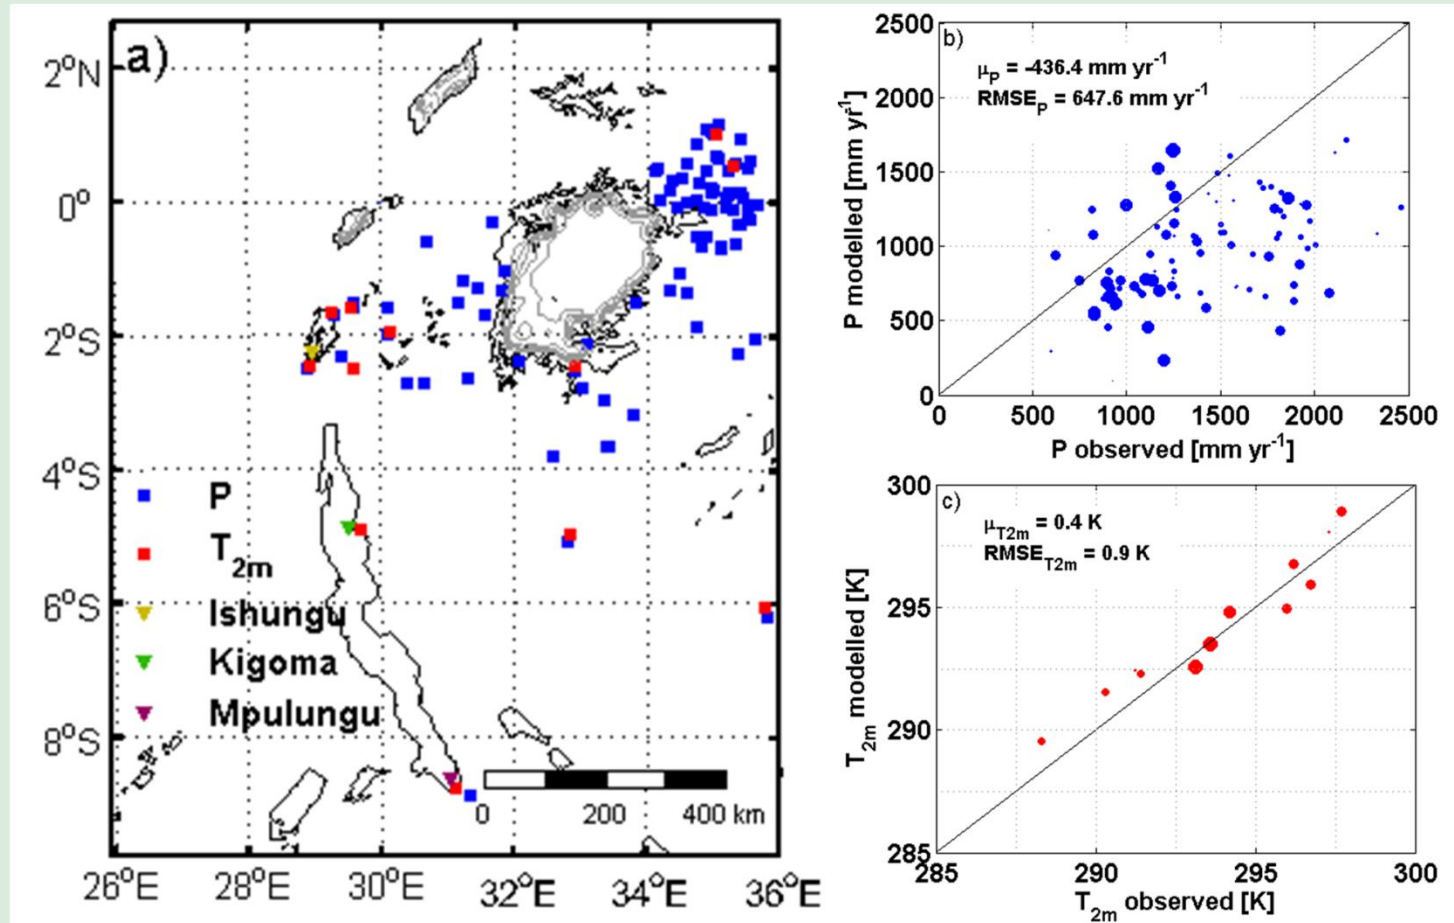 a)
2°N
0°
2°S
4°S
6°S
8°S
26°E 28°E 30°E 32°E 34°E 36°E
P
T2m
Ishungu
Kigoma
Mpulungu
0 200 400 km
b)
μP = -436.4 mm yr-1
RMSEP = 647.6 mm yr-1
P modelled [mm yr-1]
2500
2000
1500
1000
500
0
0 500 1000 1500 2000 2500
P observed [mm yr-1]
c)
μT2m = 0.4 K
RMSET2m = 0.9 K
T2m modelled [K]
300
295
290
285
285 290 295 300
T2m observed [K]